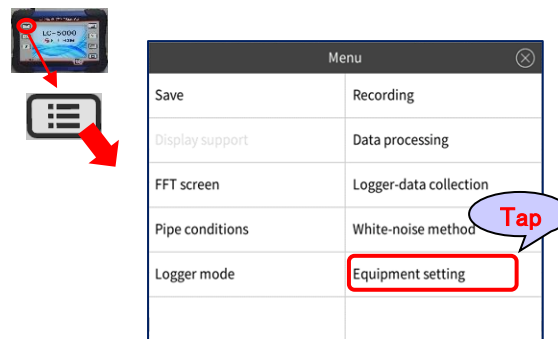 LC-5000
Menu
Save
Recording
Display support
Data processing
FFT screen
Logger-data collection
Pipe conditions
White-noise method
Tap
Logger mode
Equipment setting